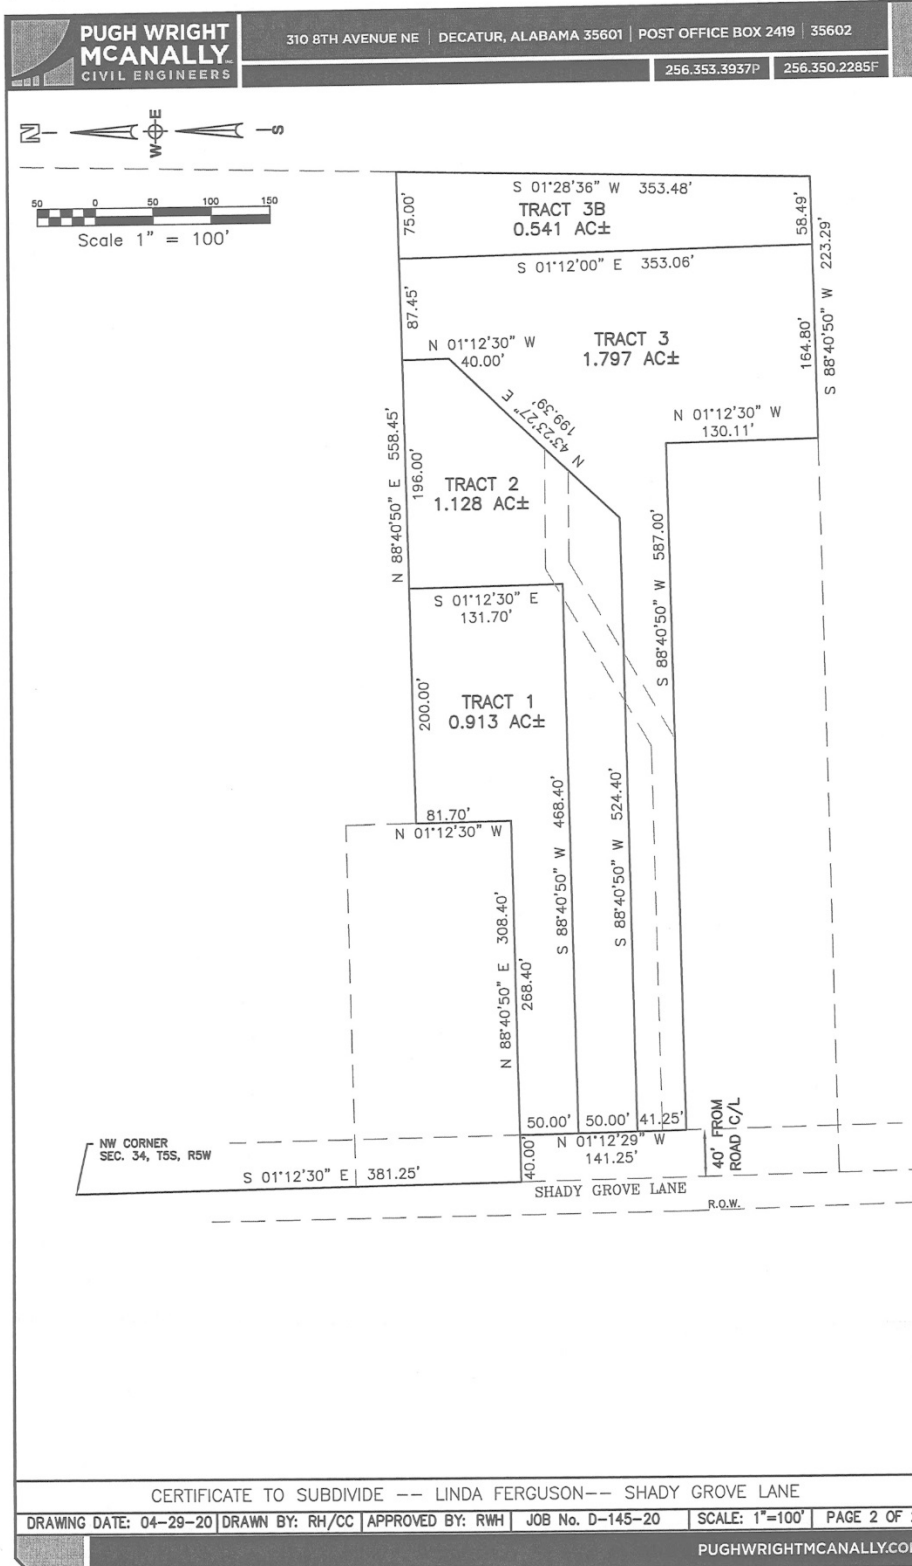 PUGH WRIGHT
MCANALLY INC.
CIVIL ENGINEERS
310 8TH AVENUE NE | DECATUR, ALABAMA 35601 | POST OFFICE BOX 2419 | 35602
256.353.3937P 256.350.2285F
N W E S
50 0 50 100 150
Scale 1" = 100'
S 01°28'36" W 353.48'
TRACT 3B
0.541 AC±
75.00'
58.49'
S 88°40'50" W 223.29'
S 01°12'00" E 353.06'
87.45'
N 01°12'30" W
40.00'
TRACT 3
1.797 AC±
164.80'
N 43°23'27" E
199.39'
N 01°12'30" W
130.11'
N 88°40'50" E 558.45'
196.00'
TRACT 2
1.128 AC±
S 88°40'50" W 587.00'
S 01°12'30" E
131.70'
200.00'
TRACT 1
0.913 AC±
81.70'
N 01°12'30" W
S 88°40'50" W 468.40'
S 88°40'50" W 524.40'
N 88°40'50" E 308.40'
268.40'
50.00' 50.00' 41.25'
N 01°12'29" W
141.25'
40' FROM
ROAD C/L
NW CORNER
SEC. 34, T5S, R5W
40.00'
S 01°12'30" E 381.25'
SHADY GROVE LANE
R.O.W.
CERTIFICATE TO SUBDIVIDE -- LINDA FERGUSON-- SHADY GROVE LANE
DRAWING DATE: 04-29-20 DRAWN BY: RH/CC APPROVED BY: RWH JOB No. D-145-20 SCALE: 1"=100' PAGE 2 OF
PUGHWRIGHTMCANALLY.CO